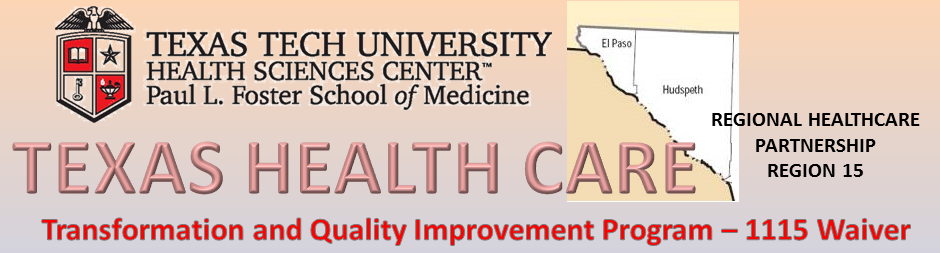 TEXAS TECH UNIVERSITY
HEALTH SCIENCES CENTER™
Paul L. Foster School of Medicine
El Paso
Hudspeth
REGIONAL HEALTHCARE
PARTNERSHIP
REGION 15
TEXAS HEALTH CARE
Transformation and Quality Improvement Program – 1115 Waiver